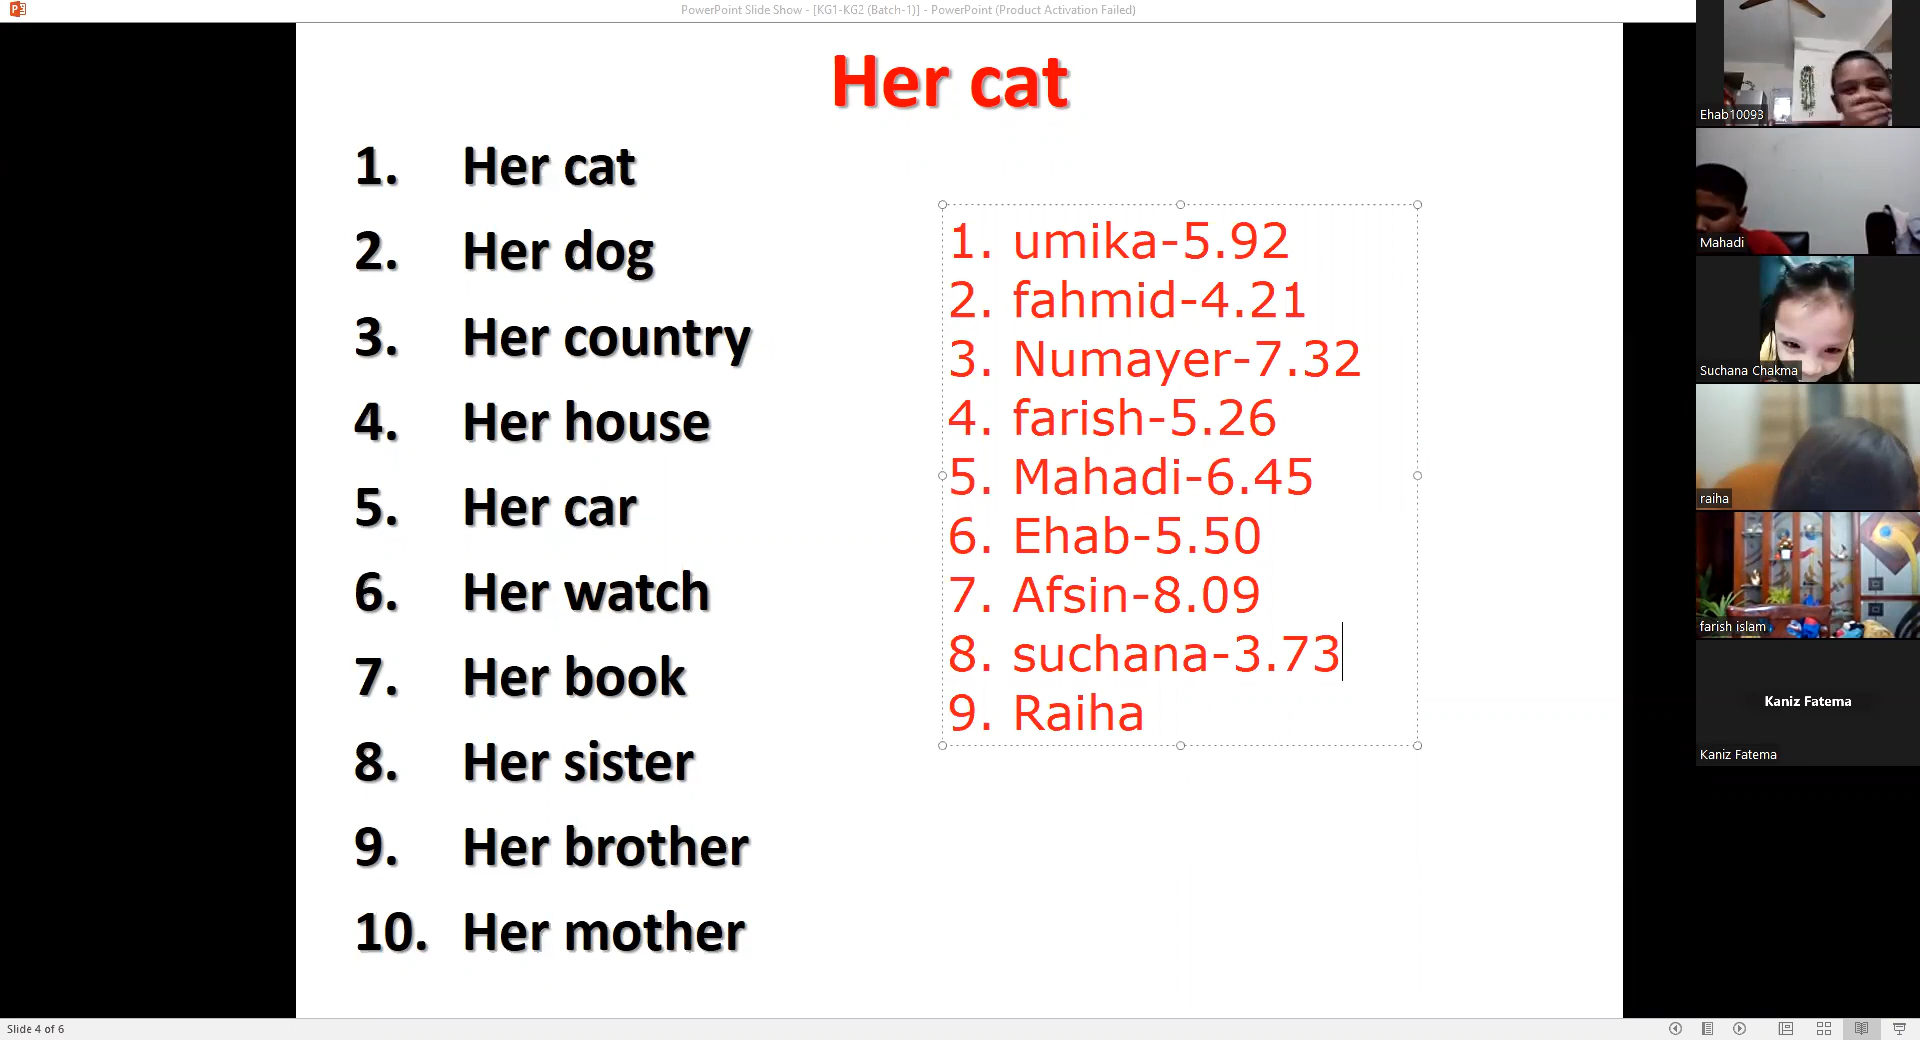 PowerPoint Slide Show - [KG1-KG2 (Batch-1)] - PowerPoint (Product Activation Failed)
Her cat
1. Her cat
2. Her dog
3. Her country
4. Her house
5. Her car
6. Her watch
7. Her book
8. Her sister
9. Her brother
10. Her mother
1. umika-5.92
2. fahmid-4.21
3. Numayer-7.32
4. farish-5.26
5. Mahadi-6.45
6. Ehab-5.50
7. Afsin-8.09
8. suchana-3.73
9. Raiha
Ehab10093
Mahadi
Suchana Chakma
raiha
farish islam
Kaniz Fatema
Kaniz Fatema
Slide 4 of 6